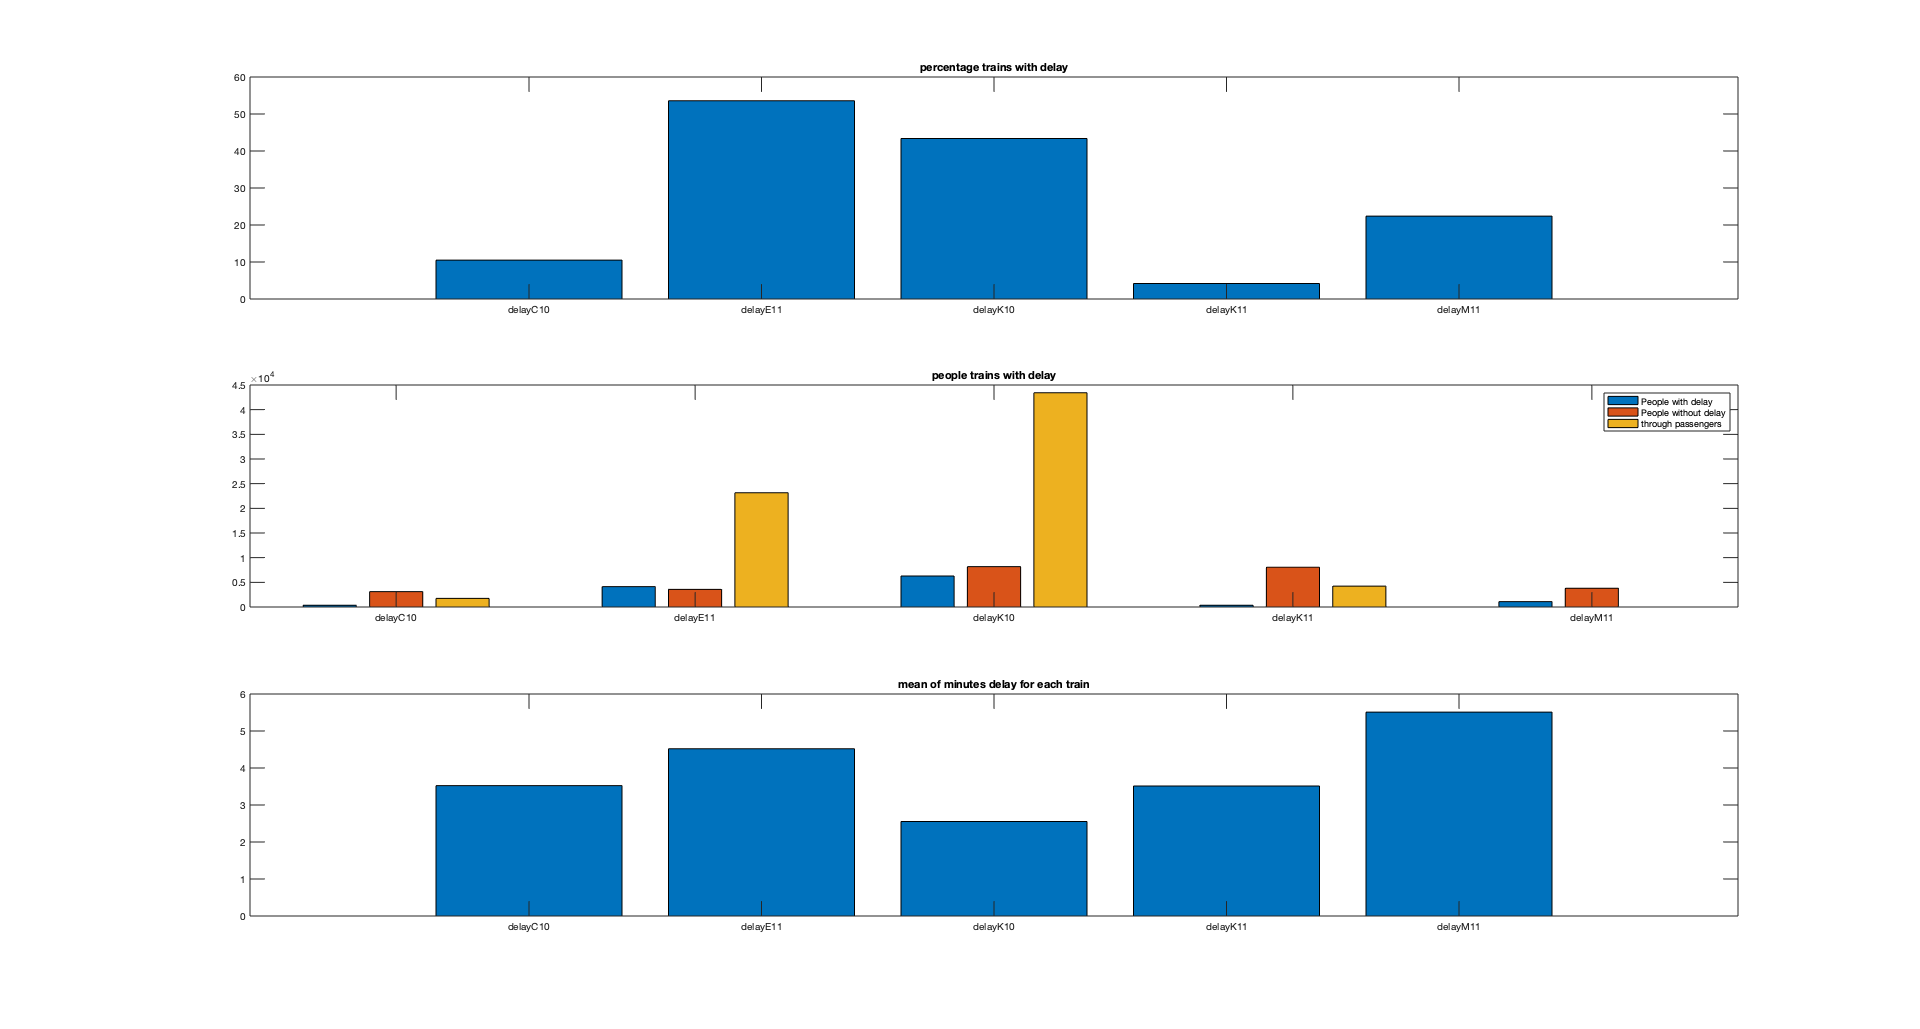 percentage trains with delay
60
50
40
30
20
10
0
delayC10 delayE11 delayK10 delayK11 delayM11
people trains with delay
×10^4
4.5
4
3.5
3
2.5
2
1.5
1
0.5
0
People with delay
People without delay
through passengers
delayC10 delayE11 delayK10 delayK11 delayM11
mean of minutes delay for each train
6
5
4
3
2
1
0
delayC10 delayE11 delayK10 delayK11 delayM11